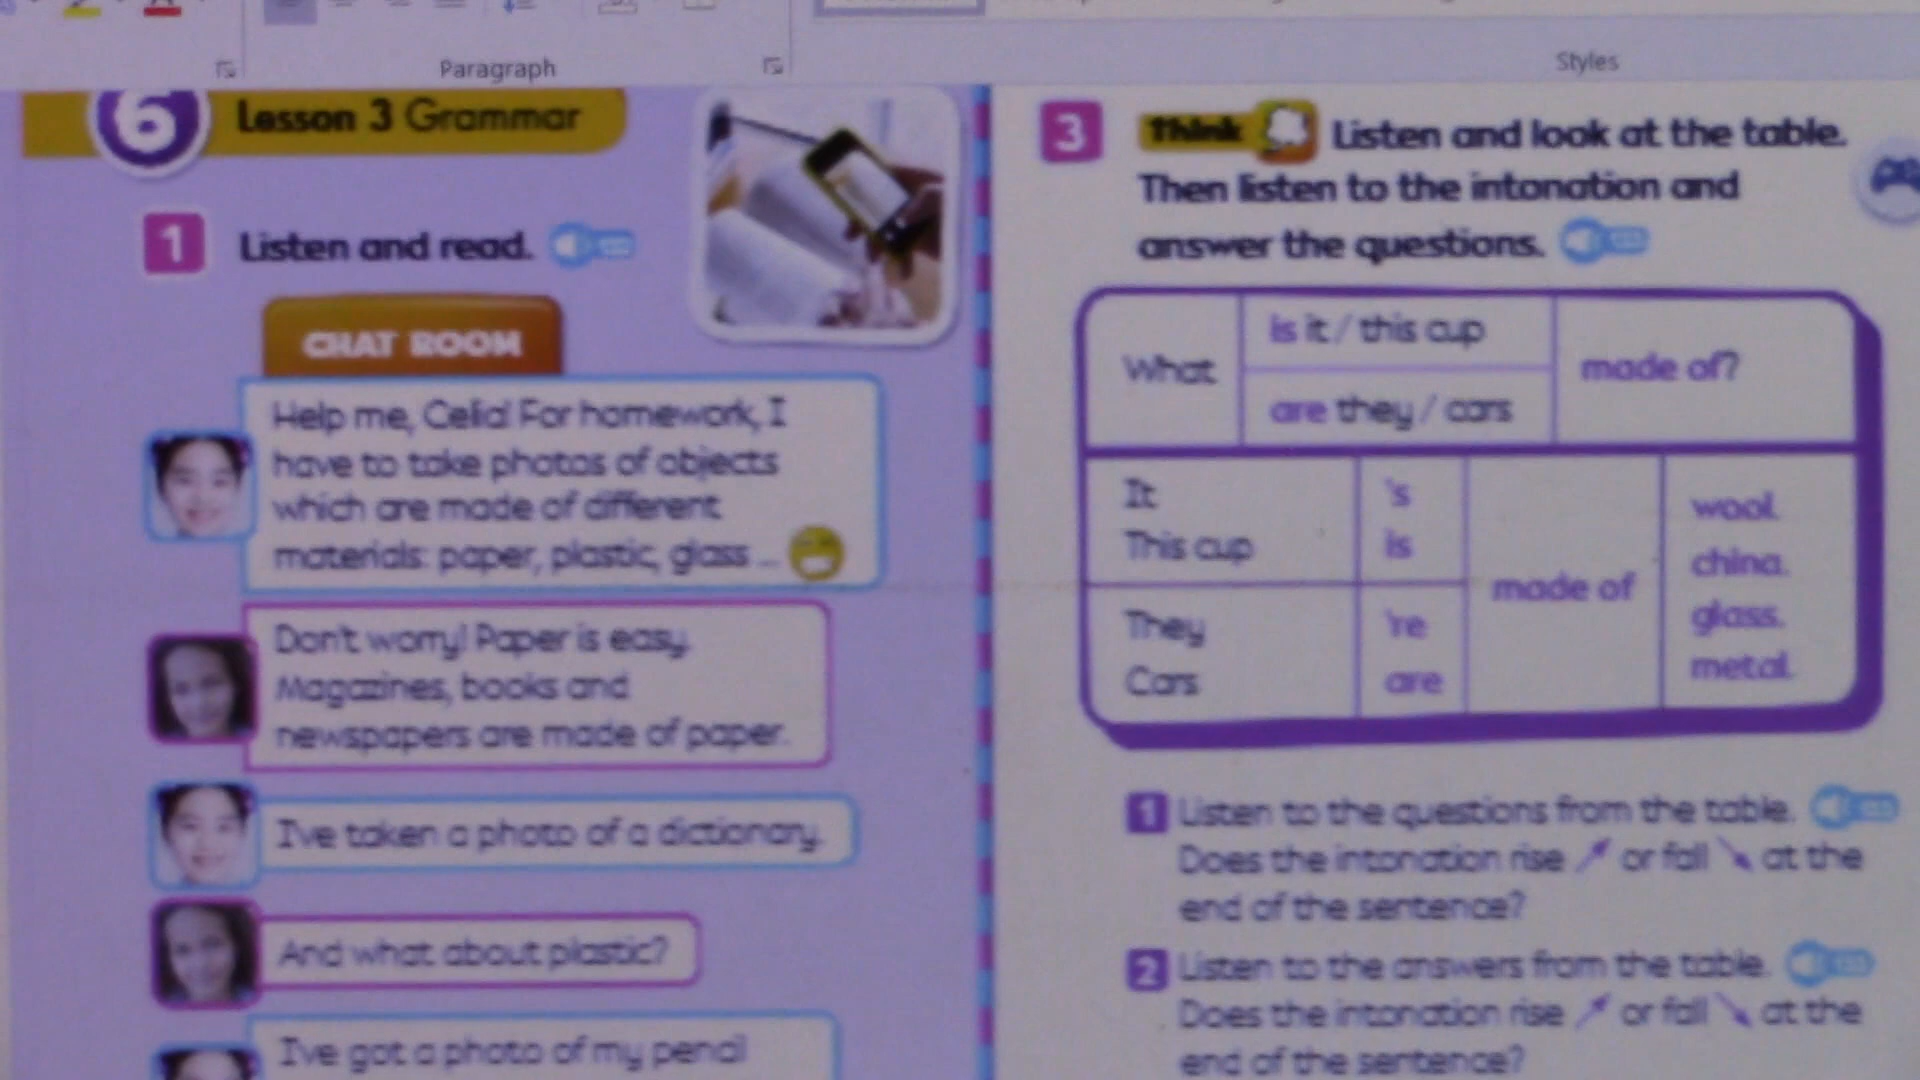 Paragraph
Styles
6
Lesson 3 Grammar
1 Listen and read.
CHAT ROOM
Help me, Celia! For homework, I
have to take photos of objects
which are made of different
materials: paper, plastic, glass ...
Don't worry! Paper is easy.
Magazines, books and
newspapers are made of paper.
I've taken a photo of a dictionary.
And what about plastic?
I've got a photo of my pencil
3 Think Listen and look at the table.
Then listen to the intonation and
answer the questions.
What
is it / this cup
are they / cars
made of?
It
This cup
's
is
They
Cars
're
are
made of
wool.
china.
glass.
metal.
1 Listen to the questions from the table.
Does the intonation rise ↗ or fall ↘ at the
end of the sentence?
2 Listen to the answers from the table.
Does the intonation rise ↗ or fall ↘ at the
end of the sentence?